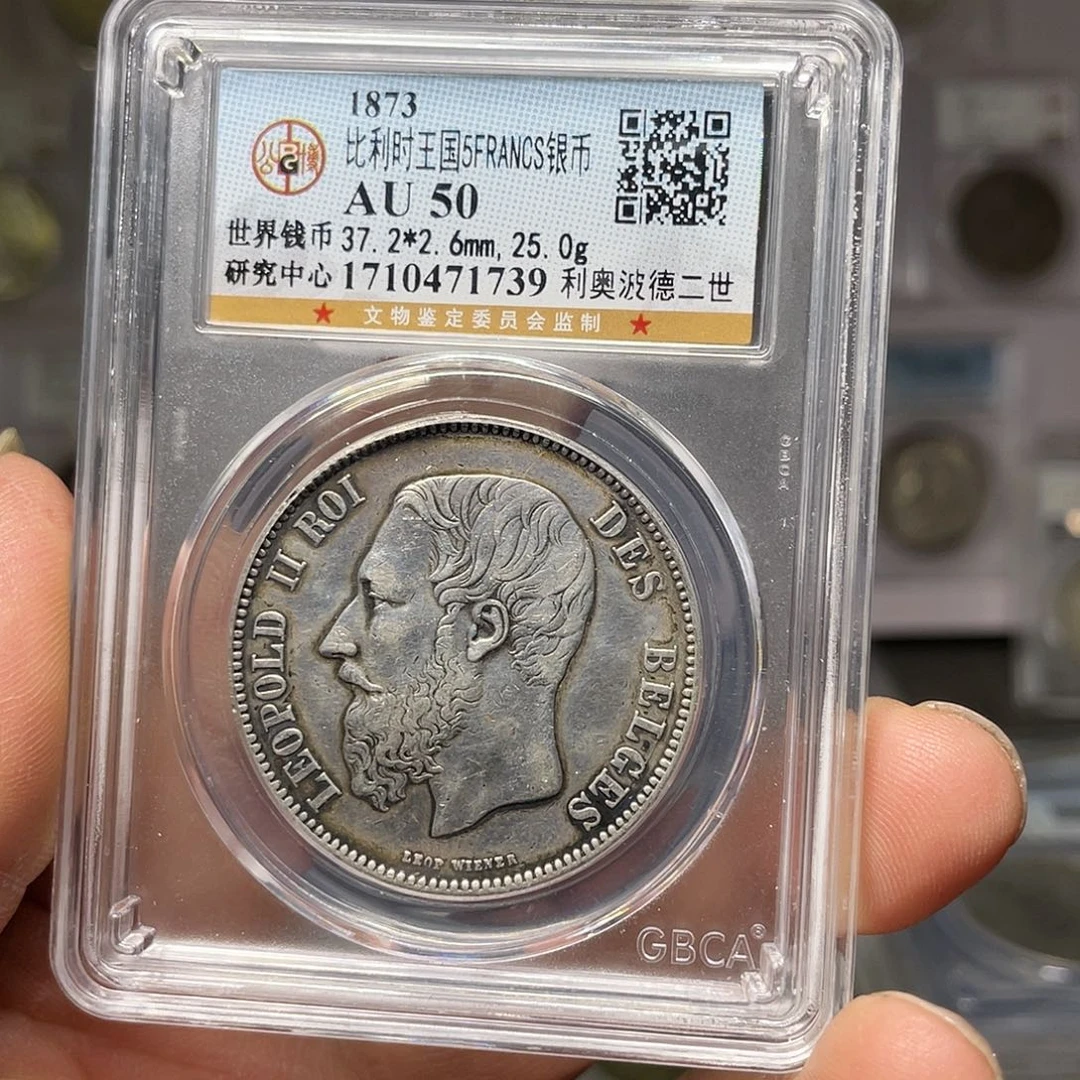 1873
比利时王国5FRANCS银币
AU 50
世界钱币 37.2*2.6mm, 25.0g
研究中心 1710471739 利奥波德二世
★ 文物鉴定委员会监制 ★
公 G 博
LEOPOLD II ROI DES BELGES
LEOP WIENER
GBCA®
GBCA